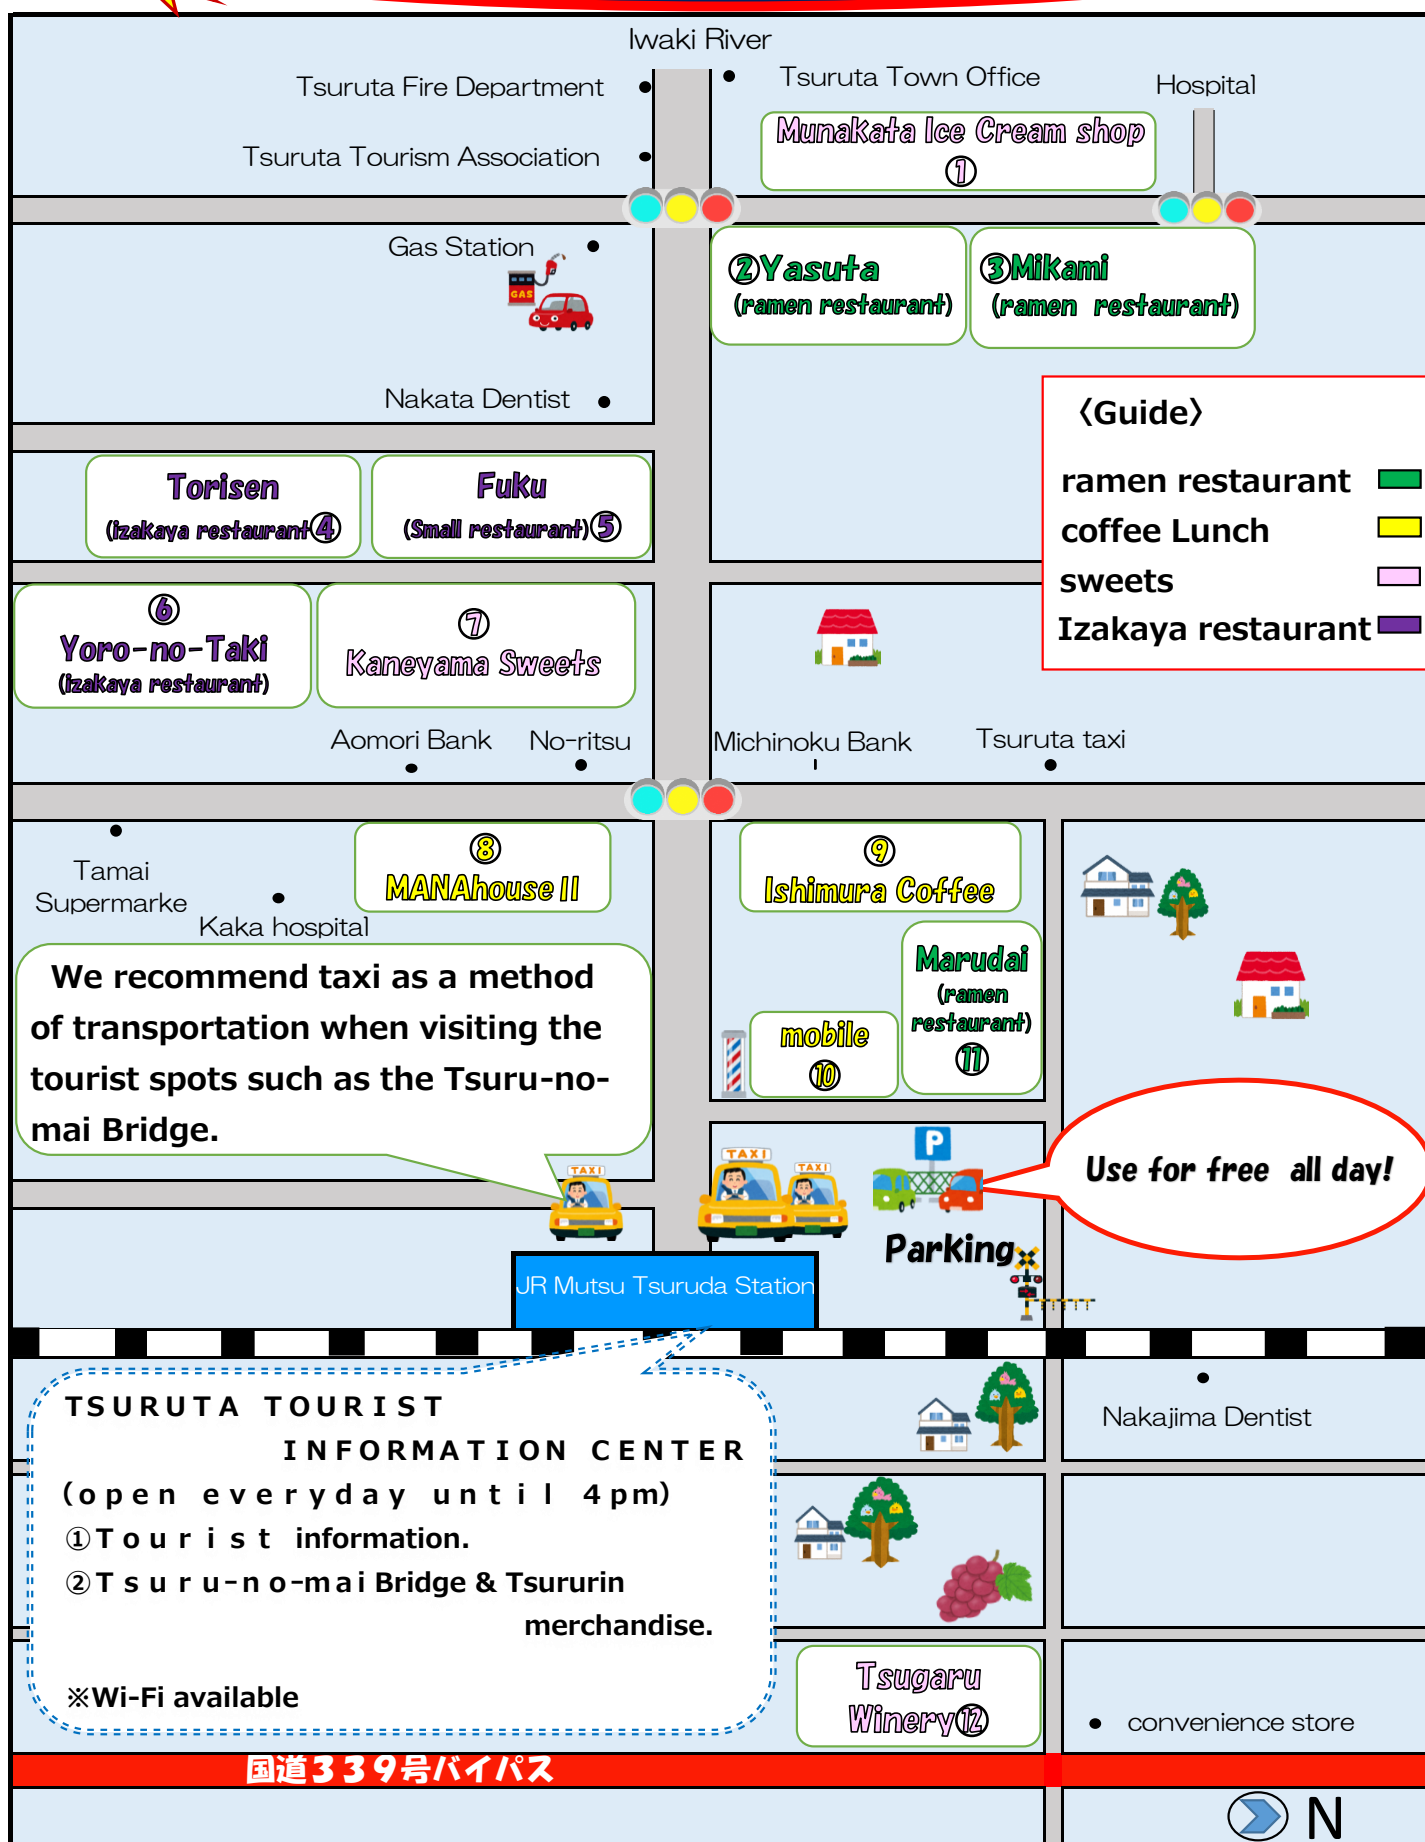 Iwaki River
Tsuruta Fire Department
Tsuruta Town Office
Hospital
Munakata Ice Cream shop
①
Tsuruta Tourism Association
Gas Station
GAS
②Yasuta
(ramen restaurant)
③Mikami
(ramen restaurant)
Nakata Dentist
〈Guide〉
ramen restaurant
coffee Lunch
sweets
Izakaya restaurant
Torisen
(izakaya restaurant④
Fuku
(Small restaurant)⑤
⑥
Yoro-no-Taki
(izakaya restaurant)
⑦
Kaneyama Sweets
Aomori Bank
No-ritsu
Michinoku Bank
Tsuruta taxi
Tamai
Supermarke
Kaka hospital
⑧
MANAhouseⅡ
⑨
Ishimura Coffee
Marudai
(ramen
restaurant)
⑪
mobile
⑩
We recommend taxi as a method
of transportation when visiting the
tourist spots such as the Tsuru-no-
mai Bridge.
TAXI
TAXI
TAXI
P
Parking
Use for free all day!
JR Mutsu Tsuruda Station
TSURUTA TOURIST
INFORMATION CENTER
(open everyday until 4pm)
①Tourist information.
②Tsuru-no-mai Bridge & Tsururin
merchandise.
※Wi-Fi available
Nakajima Dentist
Tsugaru
Winery⑫
convenience store
国道３３９号バイパス
N